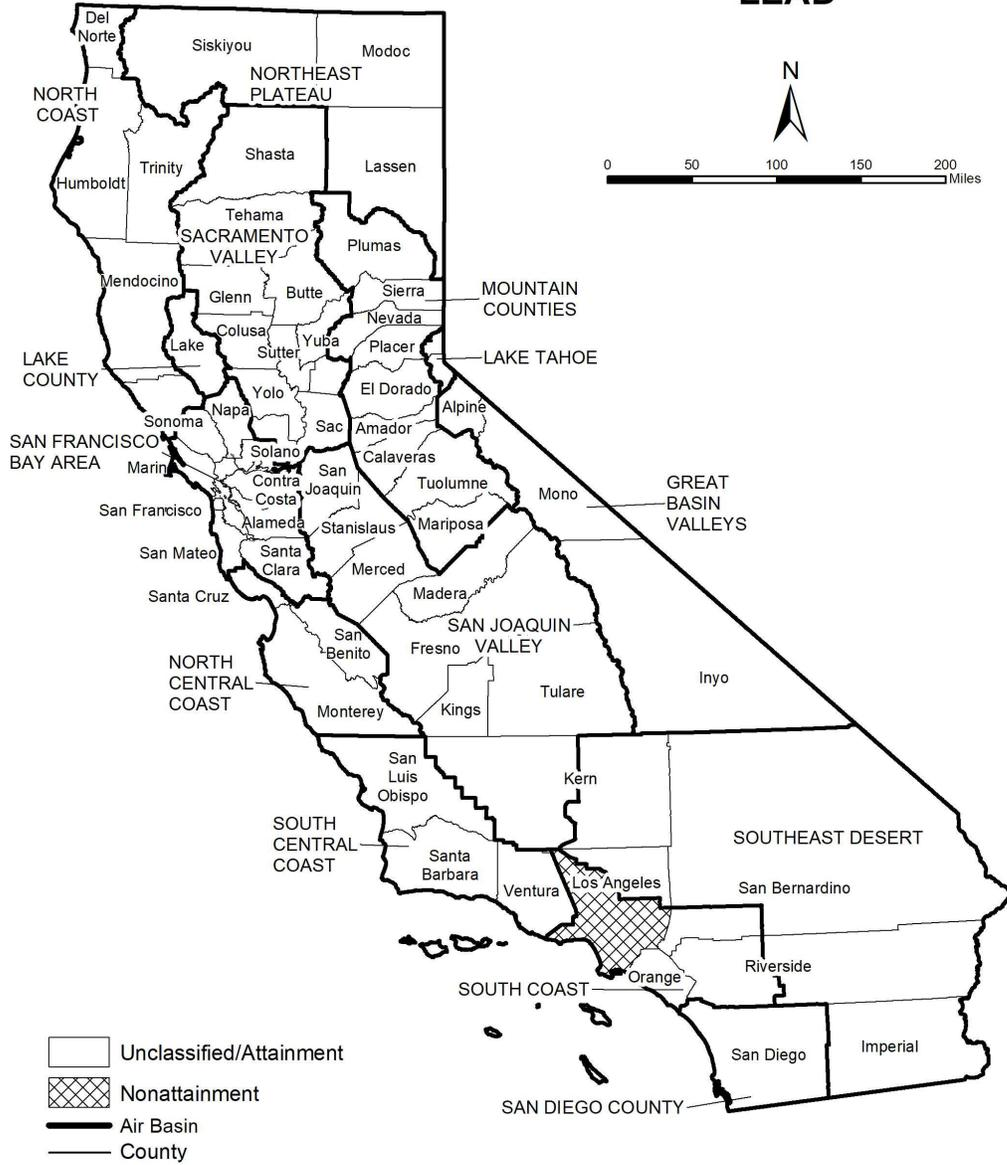 LEAD
N
0 50 100 150 200
Miles
Del
Norte
Siskiyou
Modoc
NORTHEAST
PLATEAU
NORTH
COAST
Shasta
Trinity
Lassen
Humboldt
Tehama
SACRAMENTO
VALLEY
Plumas
Mendocino
Glenn
Butte
Sierra
MOUNTAIN
COUNTIES
Nevada
Colusa
Lake
Sutter
Yuba
Placer
LAKE TAHOE
LAKE
COUNTY
Yolo
El Dorado
Napa
Alpine
Sonoma
Sac
Amador
SAN FRANCISCO
BAY AREA
Solano
Calaveras
Marin
Contra
Costa
San
Joaquin
Tuolumne
Mono
GREAT
BASIN
VALLEYS
San Francisco
Alameda
Stanislaus
Mariposa
San Mateo
Santa
Clara
Merced
Santa Cruz
Madera
SAN JOAQUIN
VALLEY
San
Benito
Fresno
NORTH
CENTRAL
COAST
Inyo
Tulare
Kings
Monterey
San
Luis
Obispo
Kern
SOUTH
CENTRAL
COAST
SOUTHEAST DESERT
Santa
Barbara
Ventura
Los Angeles
San Bernardino
Orange
Riverside
SOUTH COAST
San Diego
Imperial
SAN DIEGO COUNTY
Unclassified/Attainment
Nonattainment
Air Basin
County